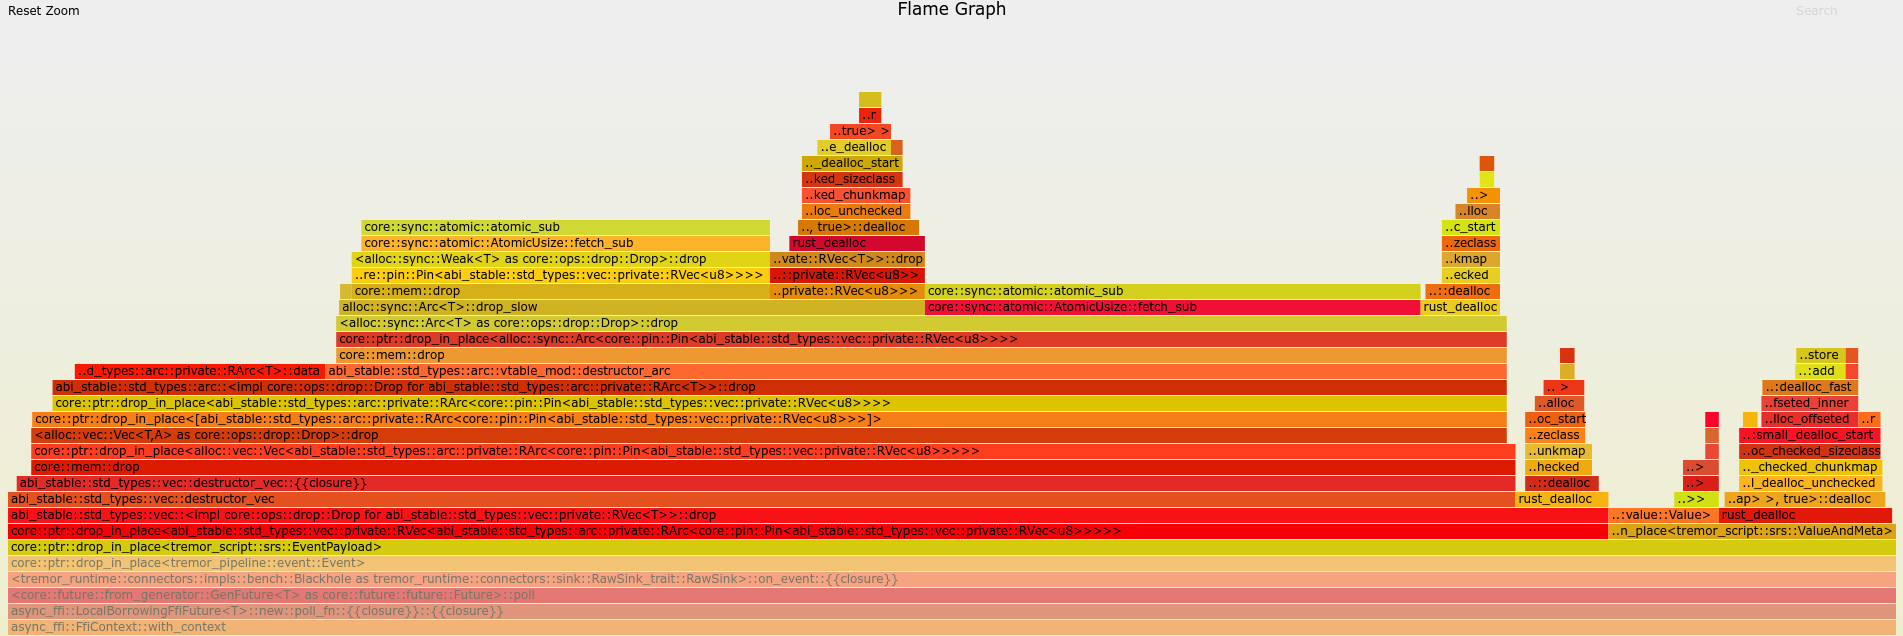 Reset Zoom
Flame Graph
Search
..r
..true> >
..e_dealloc
.._dealloc_start
..ked_sizeclass
..ked_chunkmap
..>
..loc_unchecked
..lloc
core::sync::atomic::atomic_sub
.., true>::dealloc
..c_start
core::sync::atomic::AtomicUsize::fetch_sub
rust_dealloc
..zeclass
<alloc::sync::Weak<T> as core::ops::drop::Drop>::drop
..vate::RVec<T>>::drop
..kmap
..re::pin::Pin<abi_stable::std_types::vec::private::RVec<u8>>>>
..::private::RVec<u8>>
..ecked
core::mem::drop
..private::RVec<u8>>>
core::sync::atomic::atomic_sub
..::dealloc
alloc::sync::Arc<T>::drop_slow
core::sync::atomic::AtomicUsize::fetch_sub
rust_dealloc
<alloc::sync::Arc<T> as core::ops::drop::Drop>::drop
core::ptr::drop_in_place<alloc::sync::Arc<core::pin::Pin<abi_stable::std_types::vec::private::RVec<u8>>>>
core::mem::drop
..store
..d_types::arc::private::RArc<T>::data
abi_stable::std_types::arc::vtable_mod::destructor_arc
..::add
abi_stable::std_types::arc::<impl core::ops::drop::Drop for abi_stable::std_types::arc::private::RArc<T>>::drop
.. >
..:dealloc_fast
core::ptr::drop_in_place<abi_stable::std_types::arc::private::RArc<core::pin::Pin<abi_stable::std_types::vec::private::RVec<u8>>>>
..alloc
..fseted_inner
core::ptr::drop_in_place<[abi_stable::std_types::arc::private::RArc<core::pin::Pin<abi_stable::std_types::vec::private::RVec<u8>>>]>
..oc_start
..lloc_offseted
..r
<alloc::vec::Vec<T,A> as core::ops::drop::Drop>::drop
..zeclass
..:small_dealloc_start
core::ptr::drop_in_place<alloc::vec::Vec<abi_stable::std_types::arc::private::RArc<core::pin::Pin<abi_stable::std_types::vec::private::RVec<u8>>>>>
..unkmap
..oc_checked_sizeclass
core::mem::drop
..hecked
..>
.._checked_chunkmap
abi_stable::std_types::vec::destructor_vec::{{closure}}
..::dealloc
..>
..l_dealloc_unchecked
abi_stable::std_types::vec::destructor_vec
rust_dealloc
..>>
..ap> >, true>::dealloc
abi_stable::std_types::vec::<impl core::ops::drop::Drop for abi_stable::std_types::vec::private::RVec<T>>::drop
..:value::Value>
rust_dealloc
core::ptr::drop_in_place<abi_stable::std_types::vec::private::RVec<abi_stable::std_types::arc::private::RArc<core::pin::Pin<abi_stable::std_types::vec::private::RVec<u8>>>>>
..n_place<tremor_script::srs::ValueAndMeta>
core::ptr::drop_in_place<tremor_script::srs::EventPayload>
core::ptr::drop_in_place<tremor_pipeline::event::Event>
<tremor_runtime::connectors::impls::bench::Blackhole as tremor_runtime::connectors::sink::RawSink_trait::RawSink>::on_event::{{closure}}
<core::future::from_generator::GenFuture<T> as core::future::future::Future>::poll
async_ffi::LocalBorrowingFfiFuture<T>::new::poll_fn::{{closure}}::{{closure}}
async_ffi::FfiContext::with_context